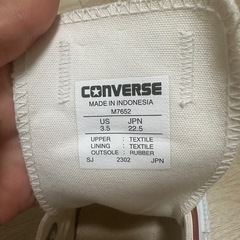 CONVERSE
MADE IN INDONESIA
M7652
US JPN
3.5 22.5
UPPER : TEXTILE
LINING : TEXTILE
OUTSOLE : RUBBER
SJ 2302 JPN